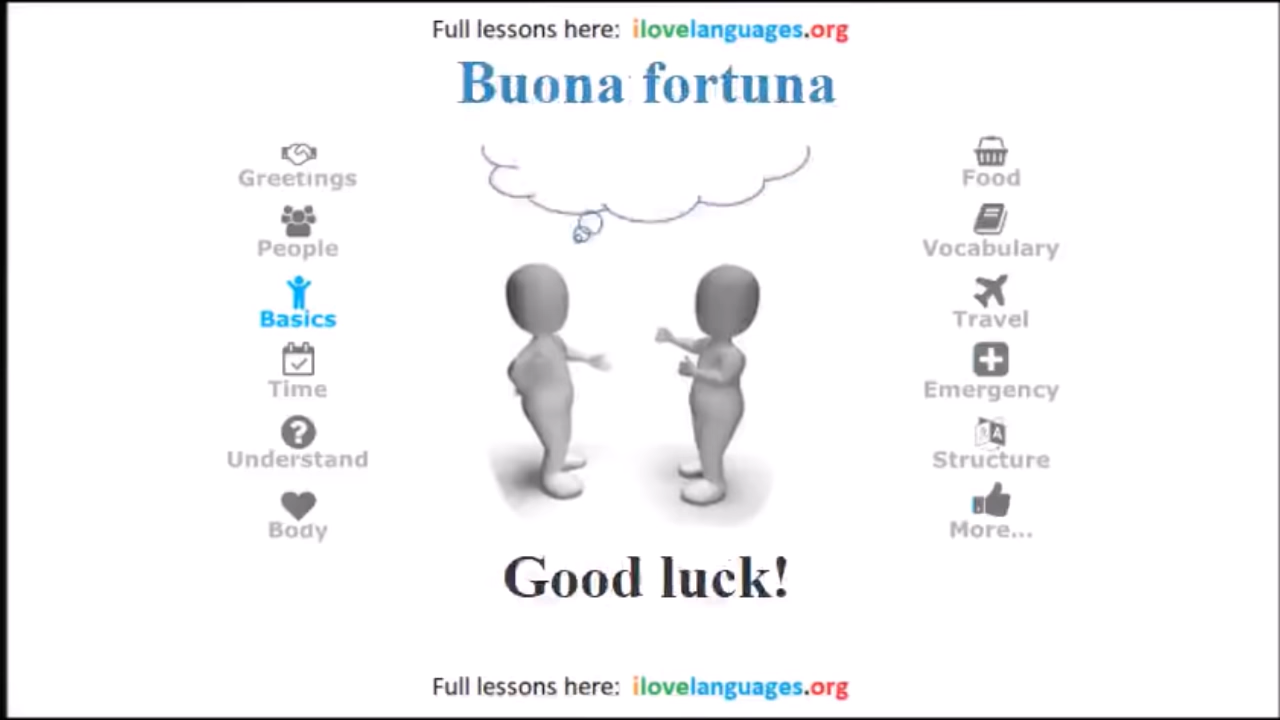 Full lessons here: ilovelanguages.org
Buona fortuna
Greetings
People
Basics
Time
Understand
Body
Food
Vocabulary
Travel
Emergency
Structure
More...
Good luck!
Full lessons here: ilovelanguages.org